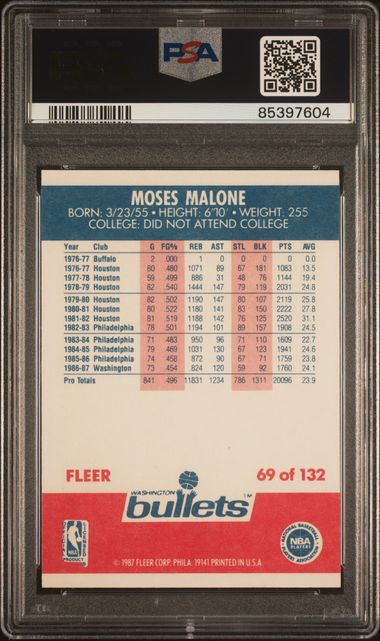 PSA
85397604
MOSES MALONE
BORN: 3/23/55 • HEIGHT: 6'10' • WEIGHT: 255
COLLEGE: DID NOT ATTEND COLLEGE
Year Club G FG% REB AST STL BLK PTS AVG
1976-77 Buffalo 2 .000 1 0 0 0 0 0.0
1976-77 Houston 80 .480 1071 89 67 181 1083 13.5
1977-78 Houston 59 .499 886 31 48 76 1144 19.4
1978-79 Houston 82 .540 1444 147 79 119 2031 24.8
1979-80 Houston 82 .502 1190 147 80 107 2119 25.8
1980-81 Houston 80 .522 1180 141 83 150 2222 27.8
1981-82 Houston 81 .519 1188 142 76 125 2520 31.1
1982-83 Philadelphia 78 .501 1194 101 89 157 1908 24.5
1983-84 Philadelphia 71 .483 950 96 71 110 1609 22.7
1984-85 Philadelphia 79 .469 1031 130 67 123 1941 24.6
1985-86 Philadelphia 74 .458 872 90 67 71 1759 23.8
1986-87 Washington 73 .454 824 120 59 92 1760 24.1
Pro Totals 841 .496 11831 1234 786 1311 20096 23.9
FLEER 69 of 132
WASHINGTON
bullets TM
NBA
LICENSED
PRODUCT
NATIONAL BASKETBALL
NBA
PLAYERS
PLAYERS ASSOCIATION
© 1987 FLEER CORP. PHILA. 19141 PRINTED IN U.S.A.